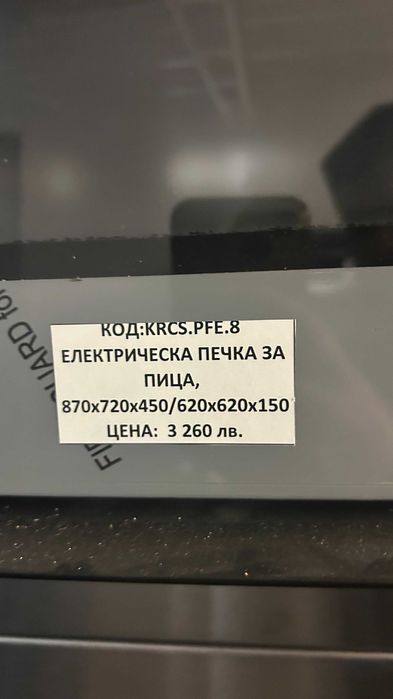 КОД:KRCS.PFE.8
ЕЛЕКТРИЧЕСКА ПЕЧКА ЗА
ПИЦА,
870x720x450/620x620x150
ЦЕНА: 3 260 лв.